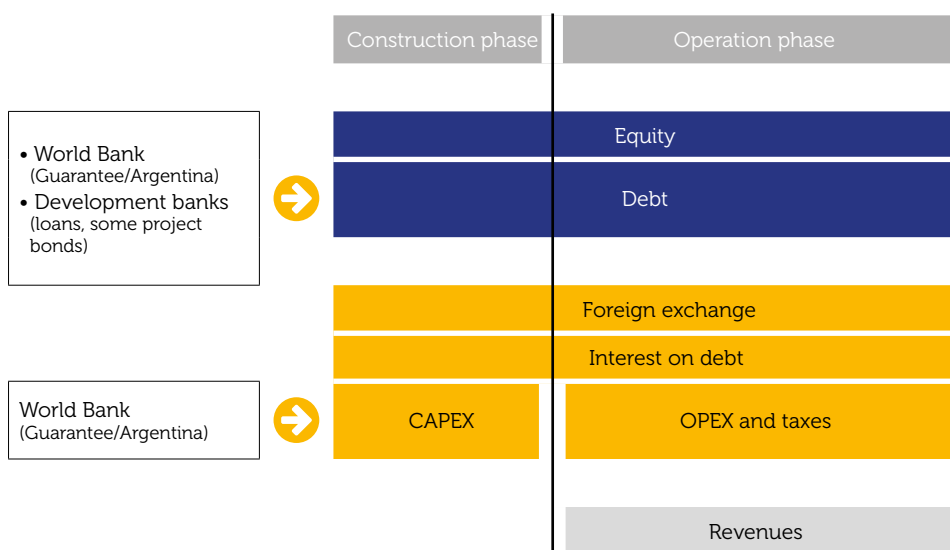 Construction phase
Operation phase
• World Bank
(Guarantee/Argentina)
• Development banks
(loans, some project
bonds)
Equity
Debt
Foreign exchange
Interest on debt
World Bank
(Guarantee/Argentina)
CAPEX
OPEX and taxes
Revenues